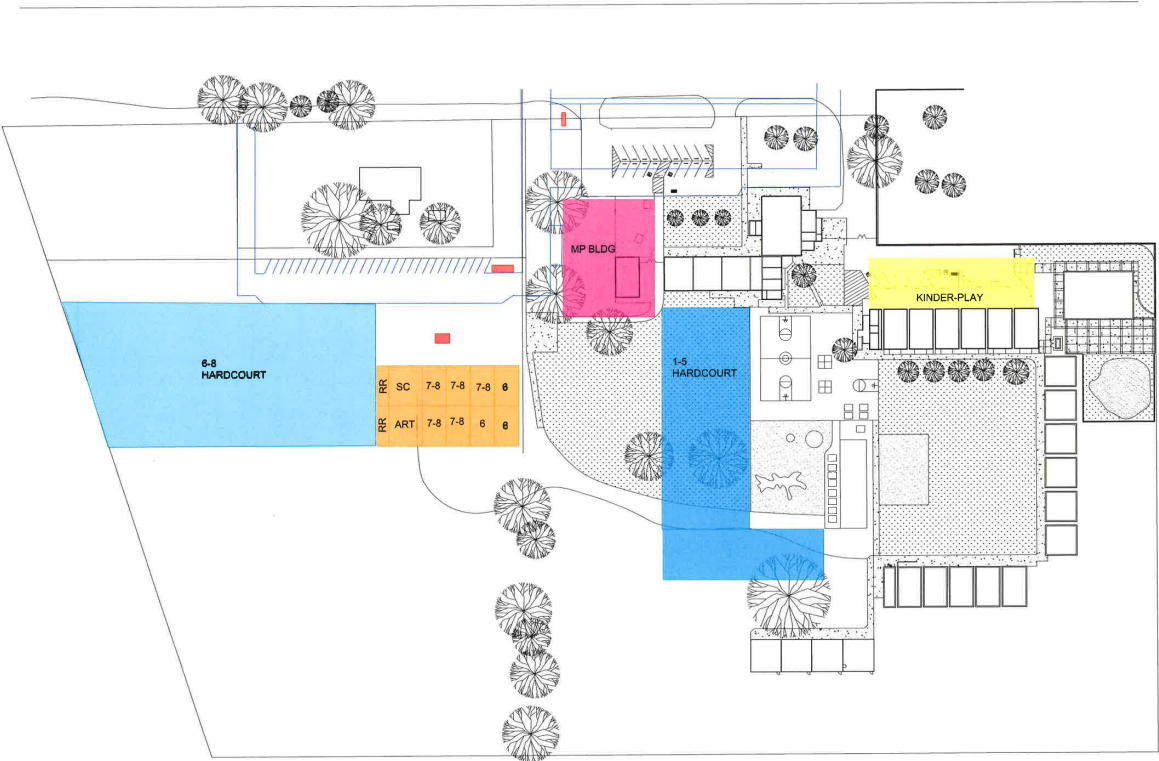 MP BLDG
KINDER-PLAY
6-8
HARDCOURT
1-5
HARDCOURT
RR SC 7-8 7-8 7-8 6
RR ART 7-8 7-8 6 6